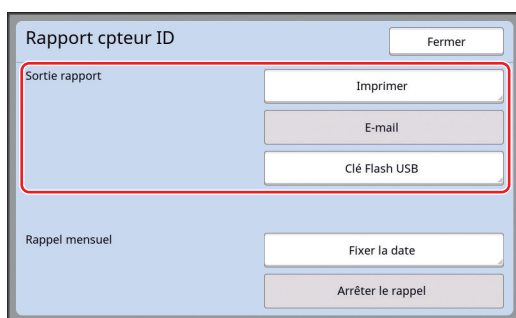 Rapport cpteur ID
Fermer
Sortie rapport
Imprimer
E-mail
Clé Flash USB
Rappel mensuel
Fixer la date
Arrêter le rappel